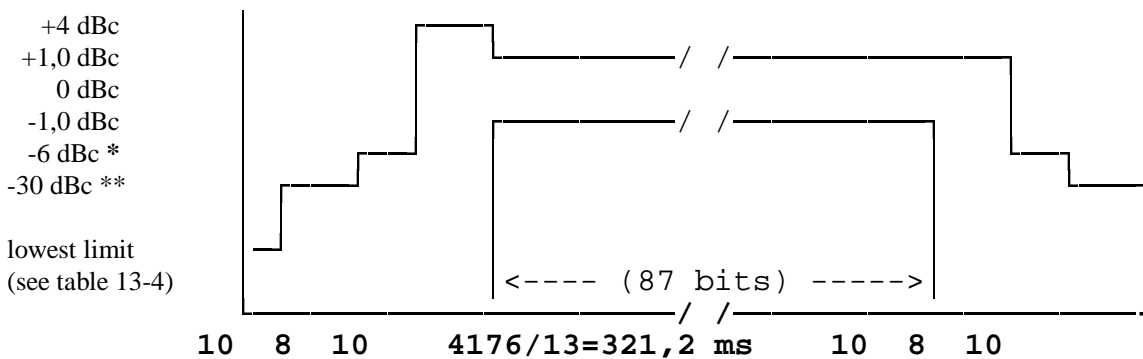 +4 dBc
+1,0 dBc
0 dBc
-1,0 dBc
-6 dBc *
-30 dBc **
lowest limit
(see table 13-4)
<---- (87 bits) ----->
/ /
/ /
/ /
10 8 10 4176/13=321,2 ms 10 8 10